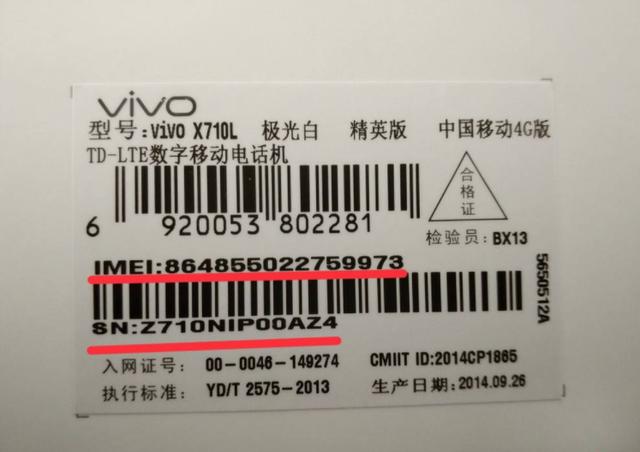 vivo
型号:vivo X710L 极光白 精英版 中国移动4G版
TD-LTE数字移动电话机
合格证
6 920053 802281
检验员: BX13
IMEI:864855022759973
5650512A
SN:Z710NIP00AZ4
入网证号: 00-0046-149274 CMIIT ID:2014CP1865
执行标准: YD/T 2575-2013 生产日期:2014.09.26